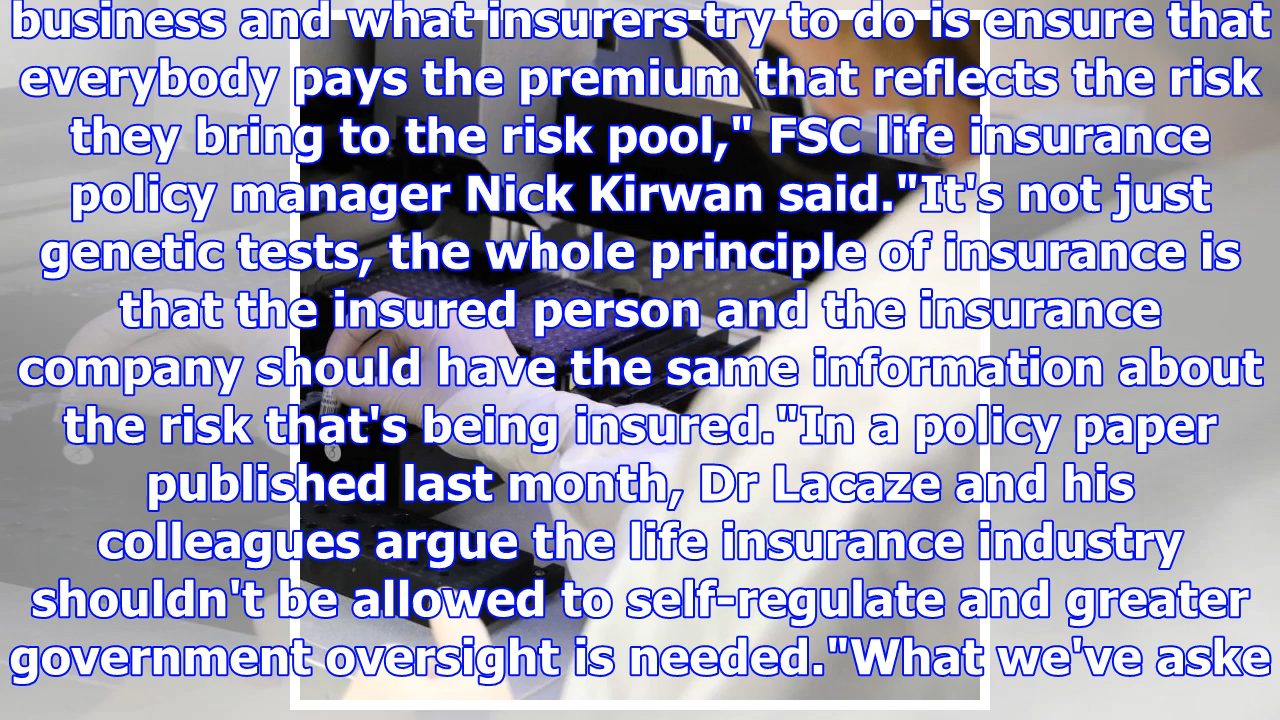 business and what insurers try to do is ensure that
everybody pays the premium that reflects the risk
they bring to the risk pool," FSC life insurance
policy manager Nick Kirwan said."It's not just
genetic tests, the whole principle of insurance is
that the insured person and the insurance
company should have the same information about
the risk that's being insured."In a policy paper
published last month, Dr Lacaze and his
colleagues argue the life insurance industry
shouldn't be allowed to self-regulate and greater
government oversight is needed."What we've aske